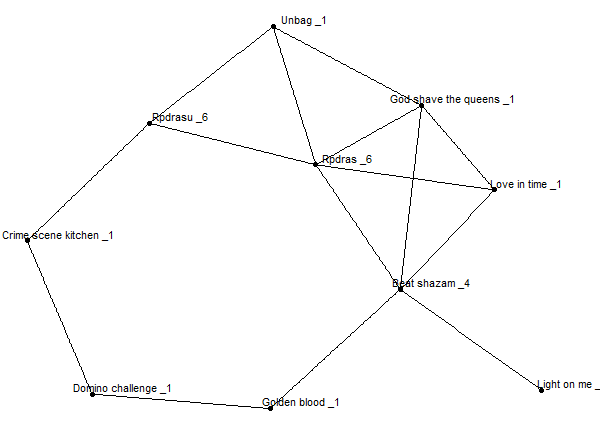 Unbag _1
God shave the queens _1
Rpdrasu _6
Rpdras _6
Love in time _1
Crime scene kitchen _1
Beat shazam _4
Domino challenge _1
Golden blood _1
Light on me _